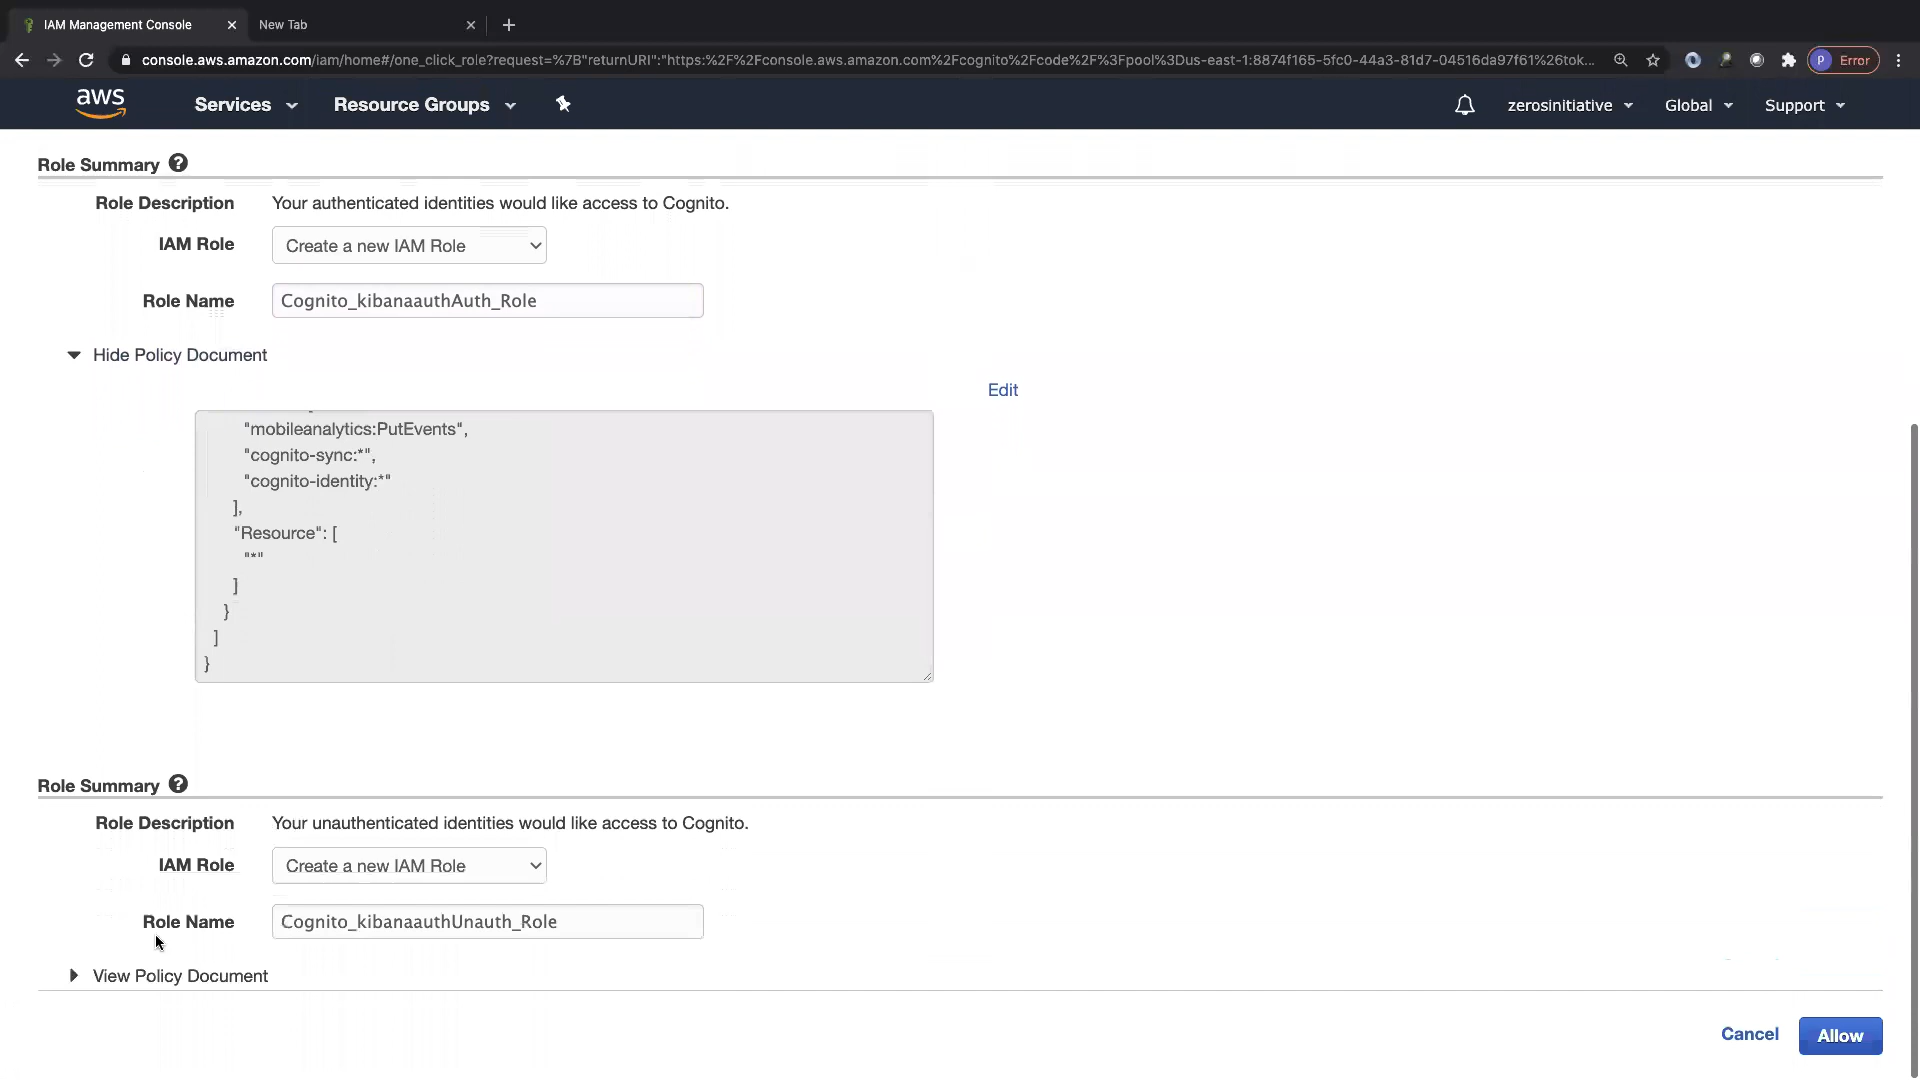 IAM Management Console
New Tab
console.aws.amazon.com/iam/home#/one_click_role?request=%7B"returnURI":"https:%2F%2Fconsole.aws.amazon.com%2Fcognito%2Fcode%2F%3Fpool%3Dus-east-1:8874f165-5fc0-44a3-81d7-04516da97f61%26tok...
P Error
aws
Services
Resource Groups
zerosinitiative
Global
Support
Role Summary ?
Role Description Your authenticated identities would like access to Cognito.
IAM Role Create a new IAM Role
Role Name Cognito_kibanaauthAuth_Role
Hide Policy Document
Edit
"mobileanalytics:PutEvents",
"cognito-sync:*",
"cognito-identity:*"
],
"Resource": [
"*"
]
}
]
}
Role Summary ?
Role Description Your unauthenticated identities would like access to Cognito.
IAM Role Create a new IAM Role
Role Name Cognito_kibanaauthUnauth_Role
View Policy Document
Cancel
Allow